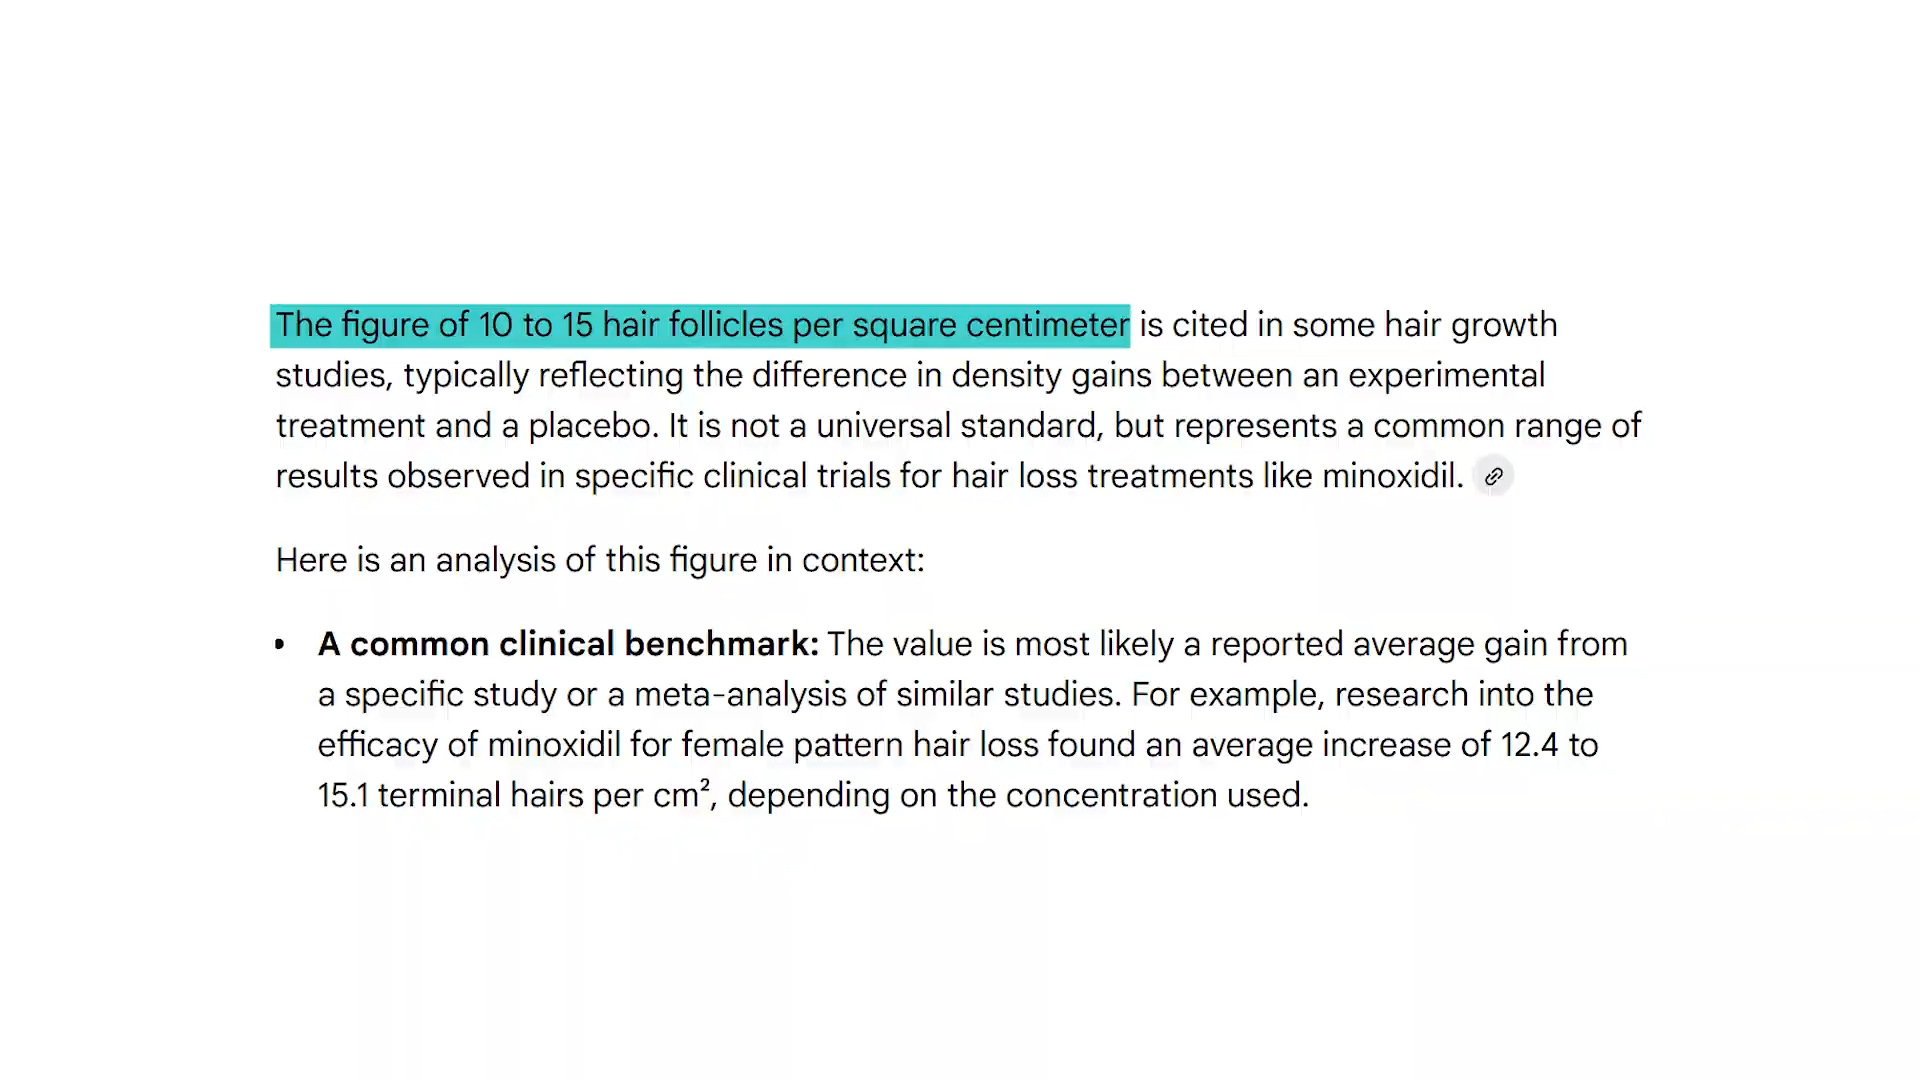 The figure of 10 to 15 hair follicles per square centimeter is cited in some hair growth
studies, typically reflecting the difference in density gains between an experimental
treatment and a placebo. It is not a universal standard, but represents a common range of
results observed in specific clinical trials for hair loss treatments like minoxidil.
Here is an analysis of this figure in context:
• A common clinical benchmark: The value is most likely a reported average gain from
a specific study or a meta-analysis of similar studies. For example, research into the
efficacy of minoxidil for female pattern hair loss found an average increase of 12.4 to
15.1 terminal hairs per cm², depending on the concentration used.